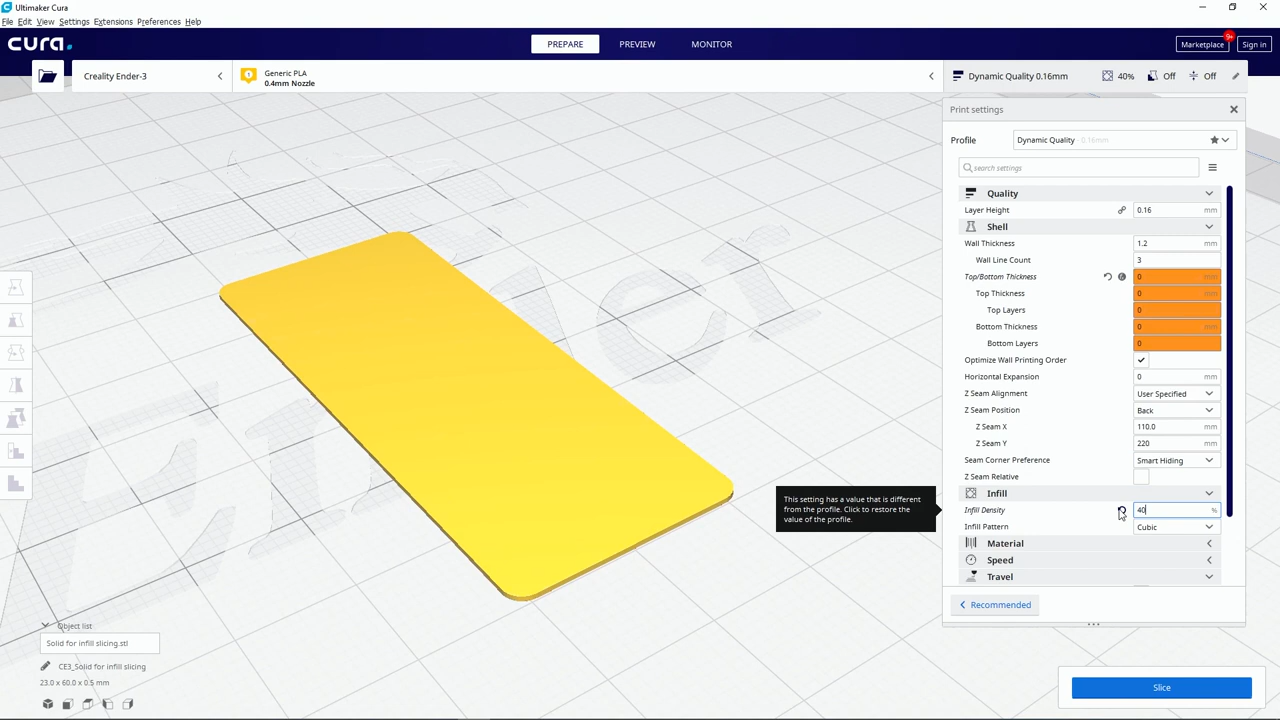 Ultimaker Cura
File Edit View Settings Extensions Preferences Help
cura.
PREPARE
PREVIEW
MONITOR
Marketplace
9+
Sign in
Creality Ender-3
1
Generic PLA
0.4mm Nozzle
Dynamic Quality 0.16mm
40%
Off
Off
Print settings
Profile
Dynamic Quality - 0.16mm
search settings
Quality
Layer Height 0.16 mm
Shell
Wall Thickness 1.2 mm
Wall Line Count 3
Top/Bottom Thickness 0 mm
Top Thickness 0 mm
Top Layers 0
Bottom Thickness 0 mm
Bottom Layers 0
Optimize Wall Printing Order
Horizontal Expansion 0 mm
Z Seam Alignment User Specified
Z Seam Position Back
Z Seam X 110.0 mm
Z Seam Y 220 mm
Seam Corner Preference Smart Hiding
Z Seam Relative
Infill
Infill Density 40 %
Infill Pattern Cubic
Material
Speed
Travel
Recommended
This setting has a value that is different
from the profile. Click to restore the
value of the profile.
Object list
Solid for infill slicing.stl
CE3_Solid for infill slicing
23.0 x 60.0 x 0.5 mm
Slice